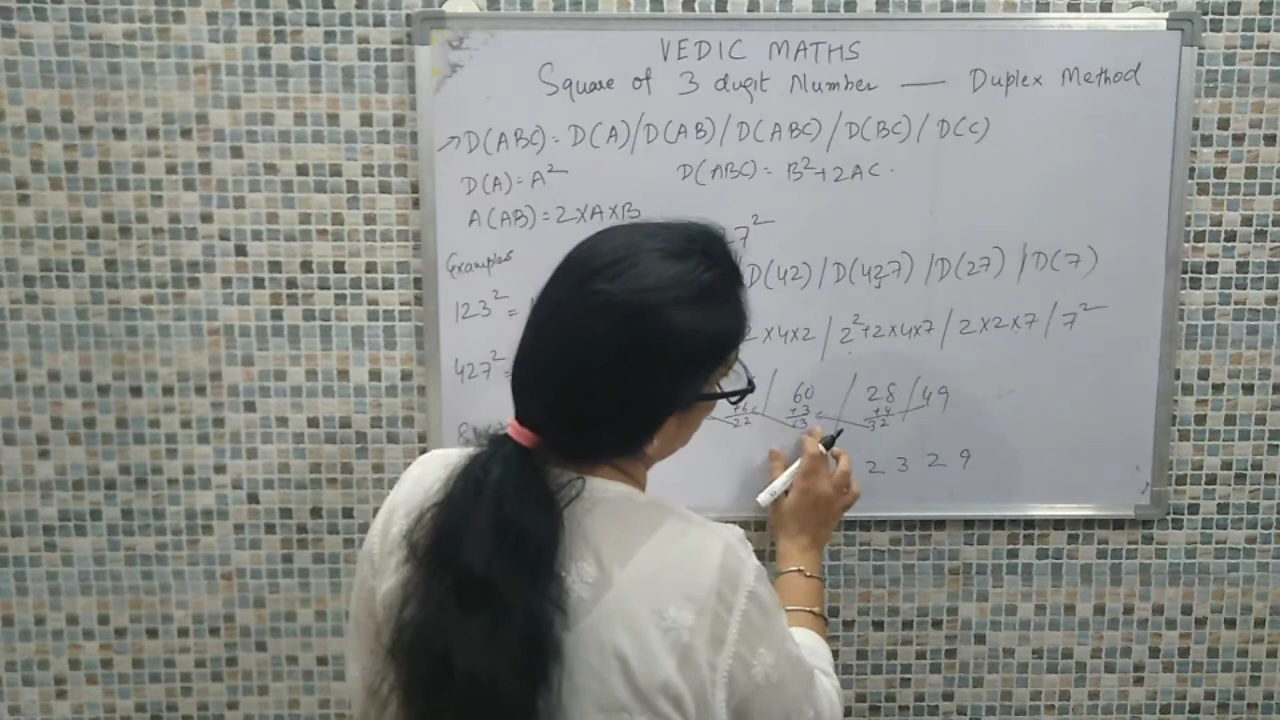 VEDIC MATHS
Square of 3 digit Number — Duplex Method
→D(ABC)= D(A)/D(AB)/D(ABC)/D(BC)/D(C)
D(A)=A² D(ABC)= B²+2AC.
A(AB)=2XAXB
7²
Examples D(42)/D(427)/D(27)/D(7)
123²=
2x4x2/2²+2x4x7/2x2x7/7²
427²=
/ 60 / 28/49
+6 +3 +4
22 63 32
2 3 2 9